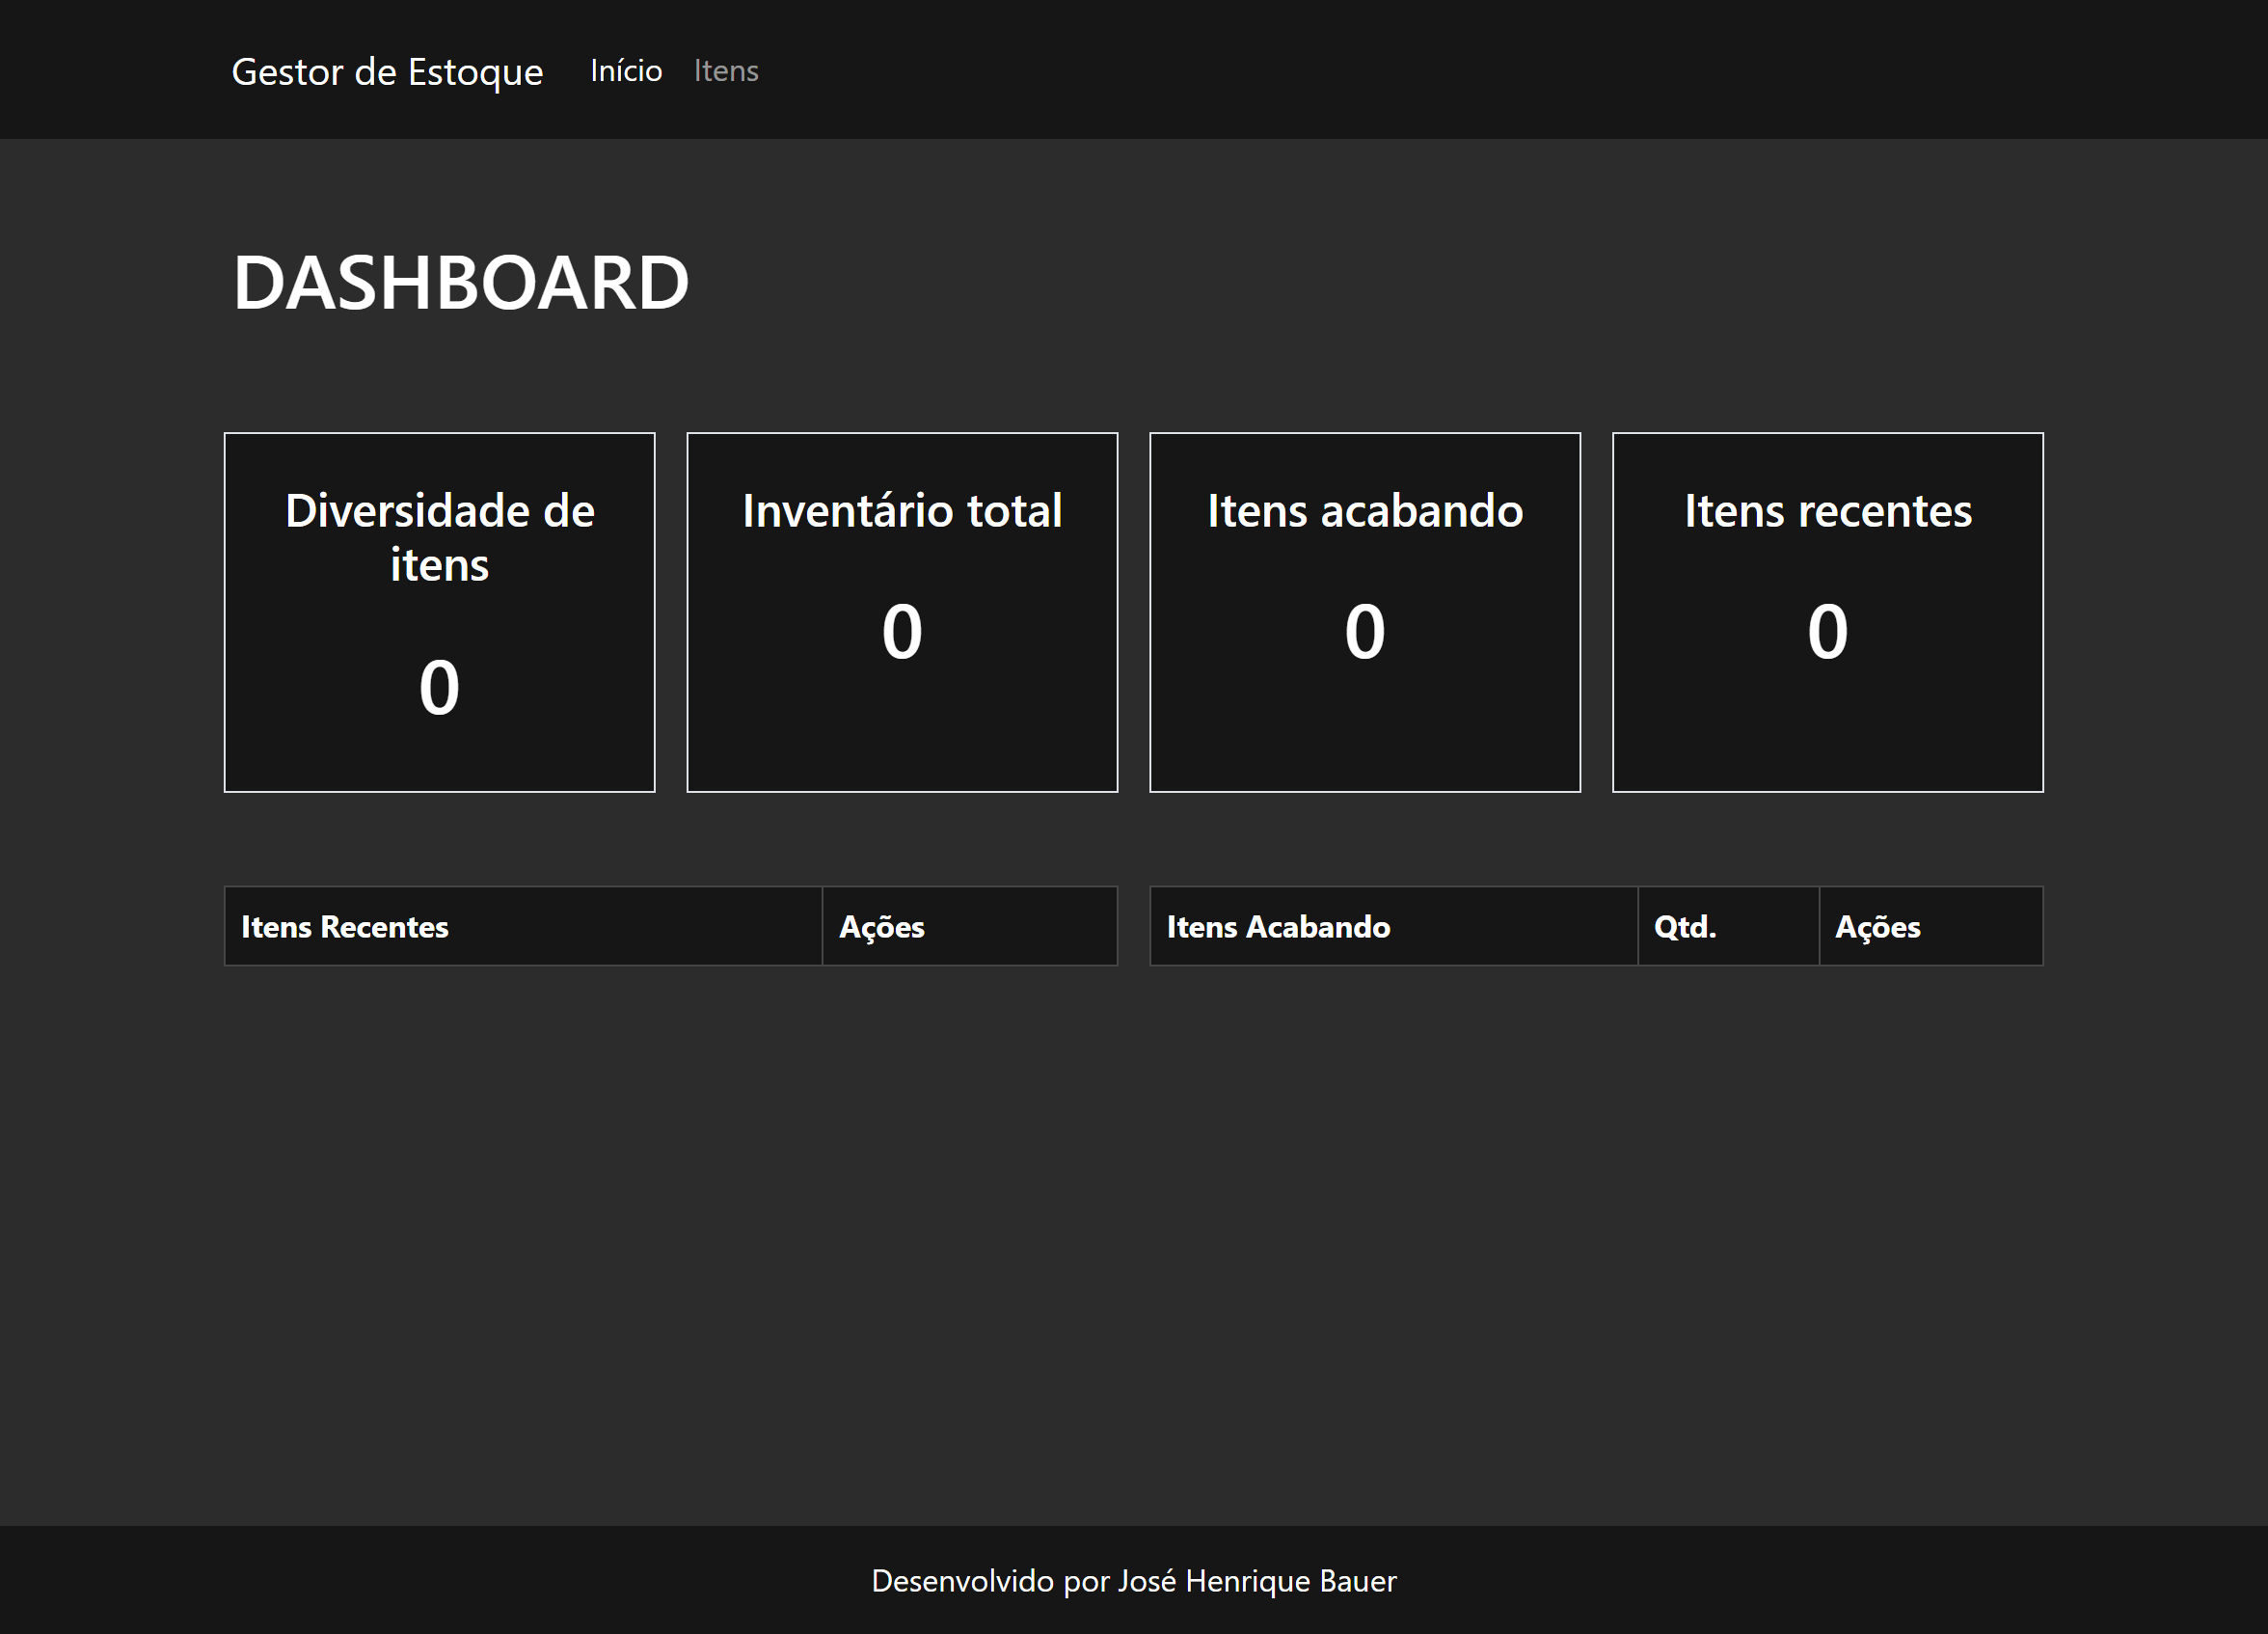 Gestor de Estoque Início Itens
DASHBOARD
Diversidade de
itens
0
Inventário total
0
Itens acabando
0
Itens recentes
0
Itens Recentes Ações
Itens Acabando Qtd. Ações
Desenvolvido por José Henrique Bauer